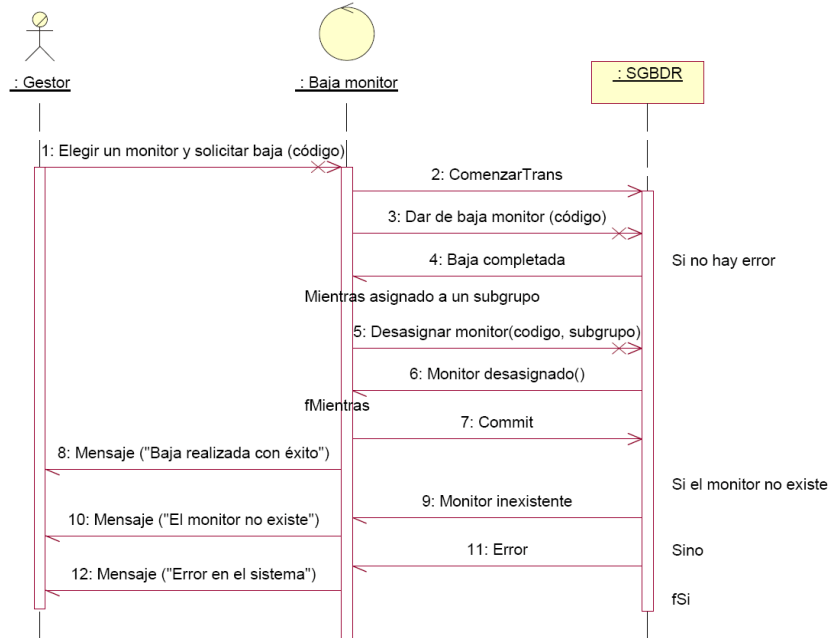 : Gestor
: Baja monitor
: SGBDR
1: Elegir un monitor y solicitar baja (código)
2: ComenzarTrans
3: Dar de baja monitor (código)
4: Baja completada
Si no hay error
Mientras asignado a un subgrupo
5: Desasignar monitor(codigo, subgrupo)
6: Monitor desasignado()
fMientras
7: Commit
8: Mensaje ("Baja realizada con éxito")
Si el monitor no existe
9: Monitor inexistente
10: Mensaje ("El monitor no existe")
11: Error
Sino
12: Mensaje ("Error en el sistema")
fSi